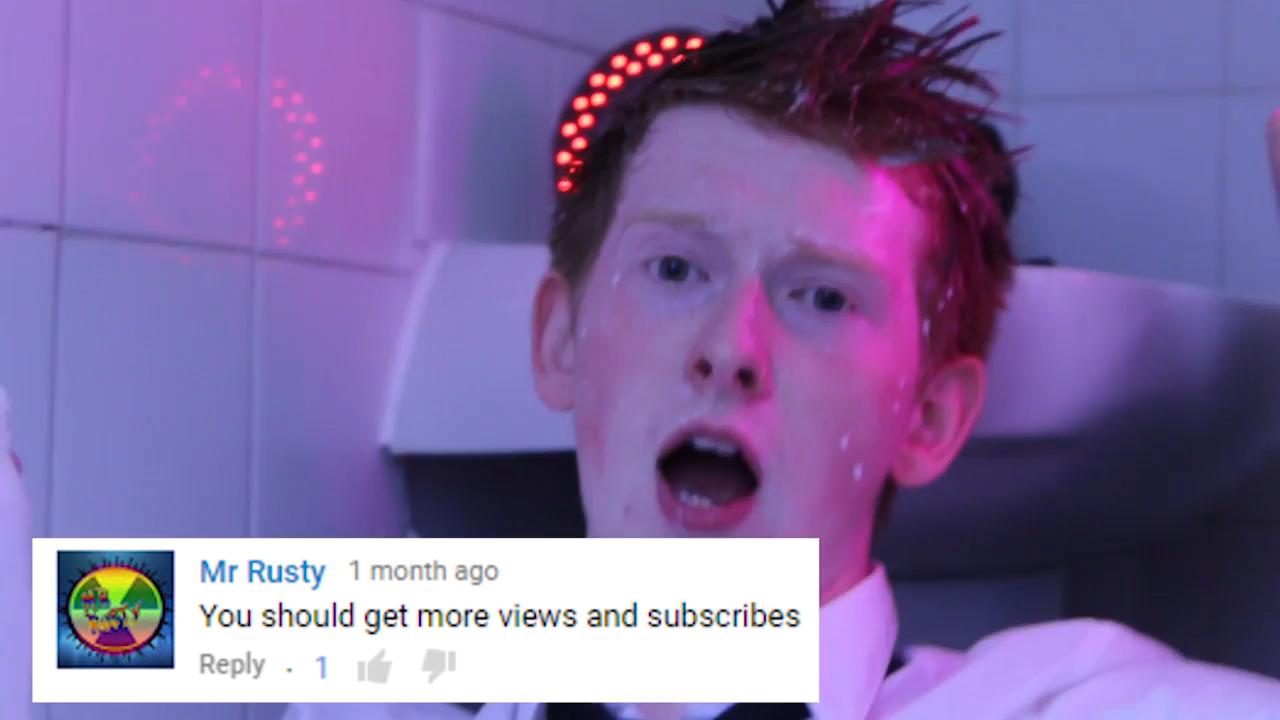 Mr Rusty 1 month ago
You should get more views and subscribes
Reply . 1